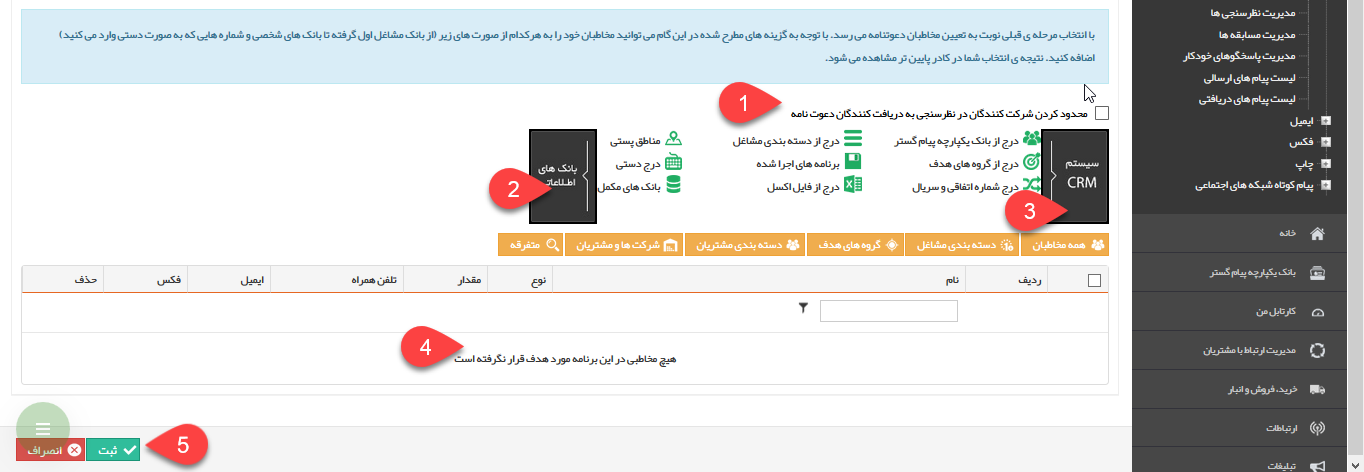 مدیریت نظرسنجی ها
مدیریت مسابقه ها
مدیریت پاسخگوهای خودکار
لیست پیام های ارسالی
لیست پیام های دریافتی
ایمیل
فکس
چاپ
پیام کوتاه شبکه های اجتماعی
خانه
بانک یکپارچه پیام گستر
کارتابل من
مدیریت ارتباط با مشتریان
خرید، فروش و انبار
ارتباطات
تبلیغات
با انتخاب مرحله ی قبلی نوبت به تعیین مخاطبان دعوتنامه می رسد. با توجه به گزینه های مطرح شده در این گام می توانید مخاطبان خود را به هرکدام از صورت های زیر (از بانک مشاغل اول گرفته تا بانک های شخصی و شماره هایی که به صورت دستی وارد می کنید)
اضافه کنید. نتیجه ی انتخاب شما در کادر پایین تر مشاهده می شود.
محدود کردن شرکت کنندگان در نظرسنجی به دریافت کنندگان دعوت نامه
1
سیستم
CRM
3
درج از بانک یکپارچه پیام گستر
درج از دسته بندی مشاغل
مناطق پستی
درج از گروه های هدف
برنامه های اجرا شده
درج دستی
درج شماره اتفاقی و سریال
درج از فایل اکسل
بانک های مکمل
بانک های
اطلاعاتی
2
همه مخاطبان
دسته بندی مشاغل
گروه های هدف
دسته بندی مشتریان
شرکت ها و مشتریان
متفرقه
ردیف
نام
نوع
مقدار
تلفن همراه
ایمیل
فکس
حذف
هیچ مخاطبی در این برنامه مورد هدف قرار نگرفته است
4
ثبت
انصراف
5